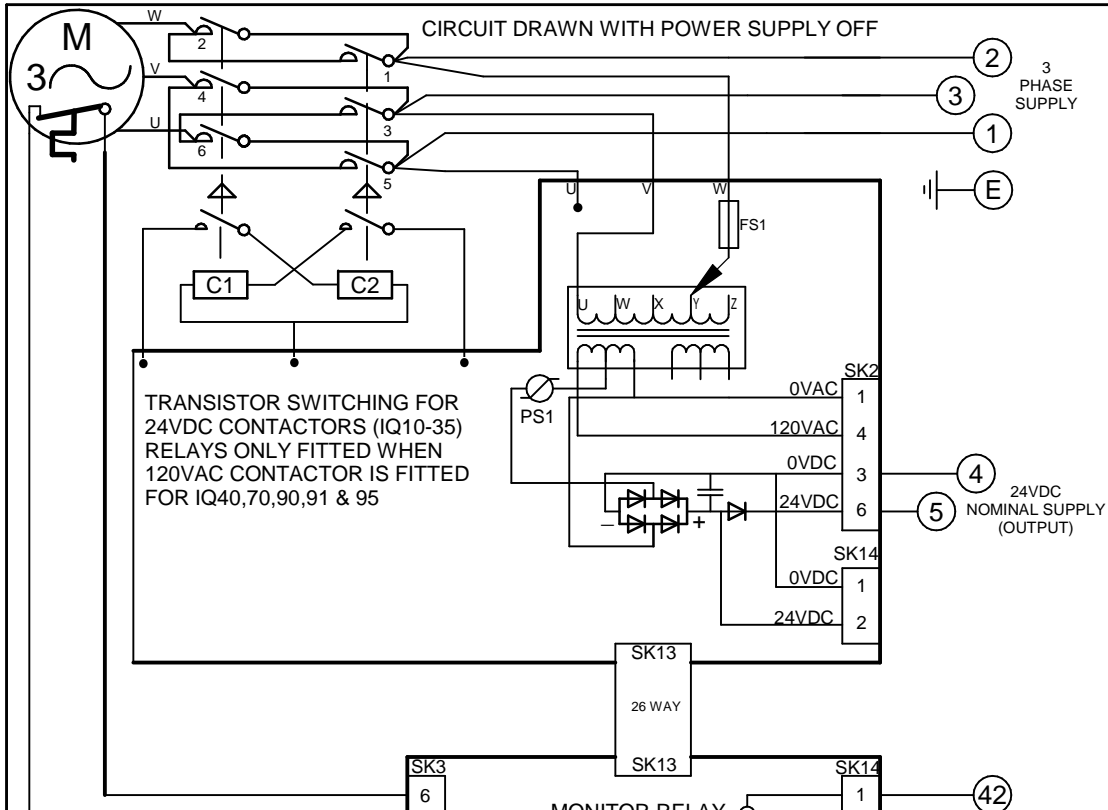 CIRCUIT DRAWN WITH POWER SUPPLY OFF
M
3
W
V
U
2
4
6
1
3
5
2
3
1
E
3
PHASE
SUPPLY
U
V
W
FS1
C1
C2
U
W
X
Y
Z
PS1
TRANSISTOR SWITCHING FOR
24VDC CONTACTORS (IQ10-35)
RELAYS ONLY FITTED WHEN
120VAC CONTACTOR IS FITTED
FOR IQ40,70,90,91 & 95
SK2
0VAC 1
120VAC 4
0VDC 3
24VDC 6
4
5
24VDC
NOMINAL SUPPLY
(OUTPUT)
– +
SK14
0VDC 1
24VDC 2
SK13
26 WAY
SK13
SK3
6
MONITOR RELAY
SK14
1
42